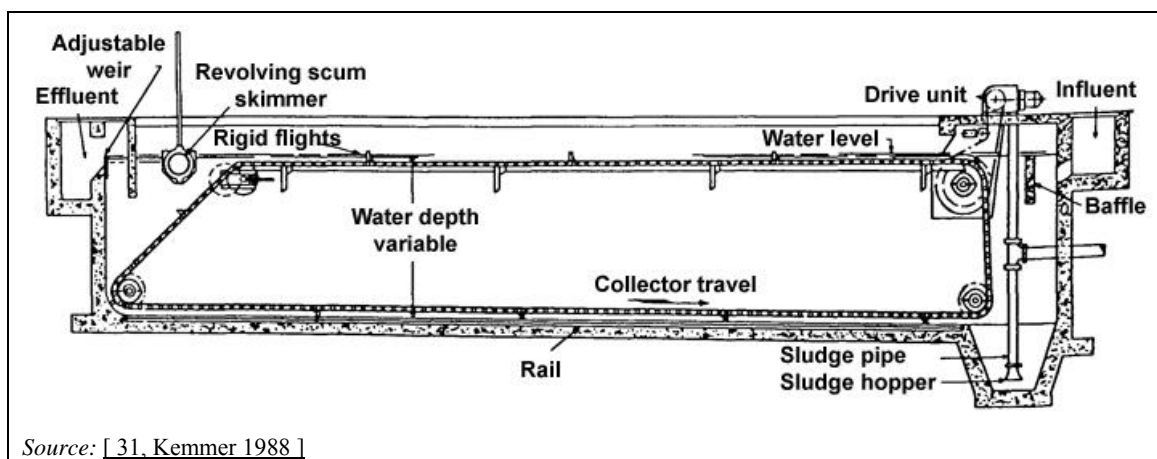 Adjustable
weir
Effluent
Revolving scum
skimmer
Rigid flights
Drive unit
Influent
Water level
Baffle
Water depth
variable
Collector travel
Rail
Sludge pipe
Sludge hopper
Source: [ 31, Kemmer 1988 ]